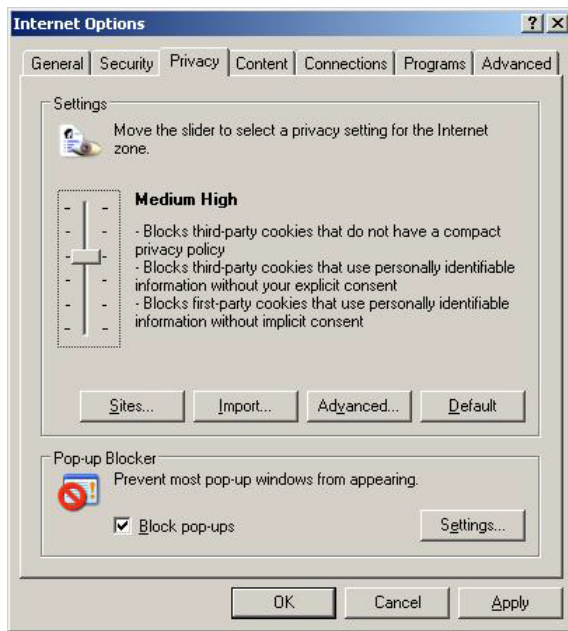 Internet Options
General Security Privacy Content Connections Programs Advanced
Settings
Move the slider to select a privacy setting for the Internet
zone.
Medium High
- Blocks third-party cookies that do not have a compact
privacy policy
- Blocks third-party cookies that use personally identifiable
information without your explicit consent
- Blocks first-party cookies that use personally identifiable
information without implicit consent
Sites... Import... Advanced... Default
Pop-up Blocker
Prevent most pop-up windows from appearing.
Block pop-ups
Settings...
OK Cancel Apply